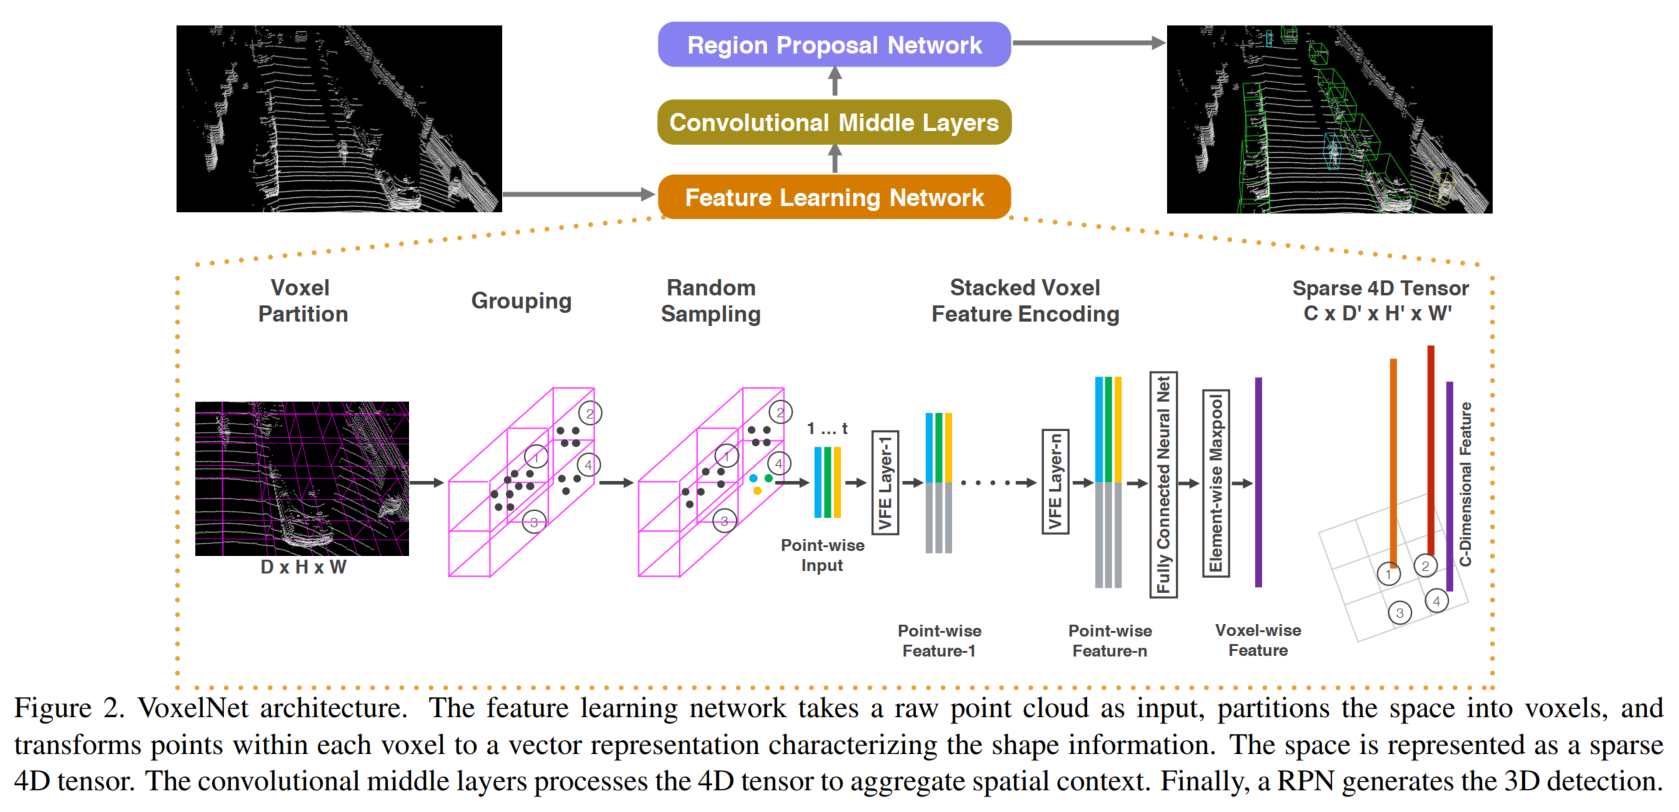 Region Proposal Network
Convolutional Middle Layers
Feature Learning Network
Voxel
Partition
Grouping
Random
Sampling
Stacked Voxel
Feature Encoding
Sparse 4D Tensor
C x D' x H' x W'
D x H x W
1
2
3
4
1
2
3
4
1 ... t
Point-wise
Input
VFE Layer-1
Point-wise
Feature-1
VFE Layer-n
Point-wise
Feature-n
Fully Connected Neural Net
Element-wise Maxpool
Voxel-wise
Feature
1
2
3
4
C-Dimensional Feature
Figure 2. VoxelNet architecture. The feature learning network takes a raw point cloud as input, partitions the space into voxels, and
transforms points within each voxel to a vector representation characterizing the shape information. The space is represented as a sparse
4D tensor. The convolutional middle layers processes the 4D tensor to aggregate spatial context. Finally, a RPN generates the 3D detection.